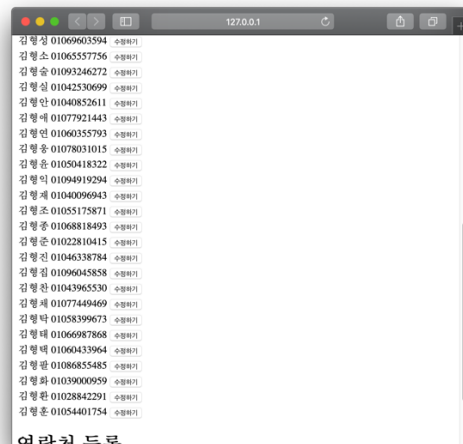 127.0.0.1
김형성 01069603594 수정하기
김형소 01065557756 수정하기
김형술 01093246272 수정하기
김형실 01042530699 수정하기
김형안 01040852611 수정하기
김형애 01077921443 수정하기
김형연 01060355793 수정하기
김형웅 01078031015 수정하기
김형윤 01050418322 수정하기
김형익 01094919294 수정하기
김형재 01040096943 수정하기
김형조 01055175871 수정하기
김형종 01068818493 수정하기
김형준 01022810415 수정하기
김형진 01046338784 수정하기
김형집 01096045858 수정하기
김형찬 01043965530 수정하기
김형채 01077449469 수정하기
김형탁 01058399673 수정하기
김형태 01066987868 수정하기
김형택 01060433964 수정하기
김형팔 01086855485 수정하기
김형화 01039000959 수정하기
김형환 01028842291 수정하기
김형훈 01054401754 수정하기
연락처 등록